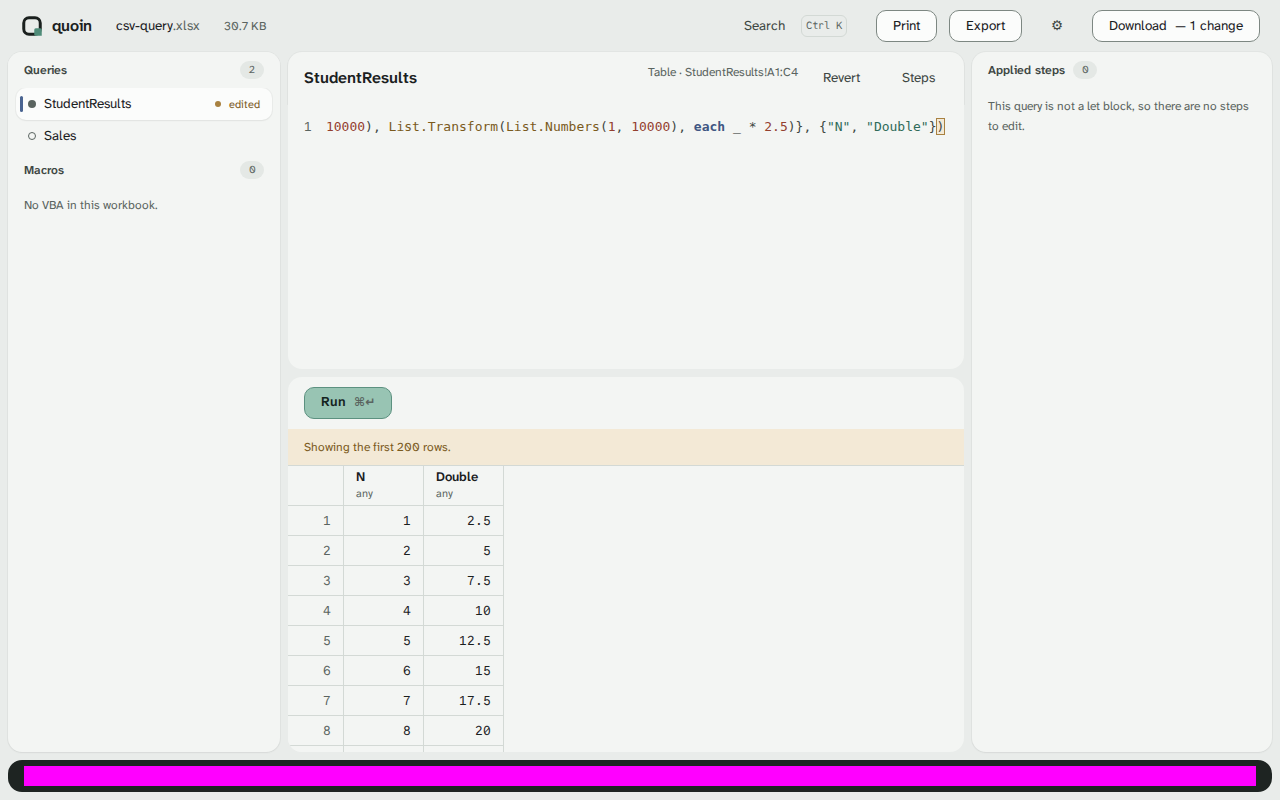 quoin csv-query.xlsx 30.7 KB Search Ctrl K Print Export ⚙ Download — 1 change
Queries 2
StudentResults edited
Sales
Macros 0
No VBA in this workbook.
StudentResults Table · StudentResults!A1:C4 Revert Steps
1 10000), List.Transform(List.Numbers(1, 10000), each _ * 2.5)}, {"N", "Double"})
Run ⌘↵
Showing the first 200 rows.
N Double
any any
1 1 2.5
2 2 5
3 3 7.5
4 4 10
5 5 12.5
6 6 15
7 7 17.5
8 8 20
Applied steps 0
This query is not a let block, so there are no steps
to edit.